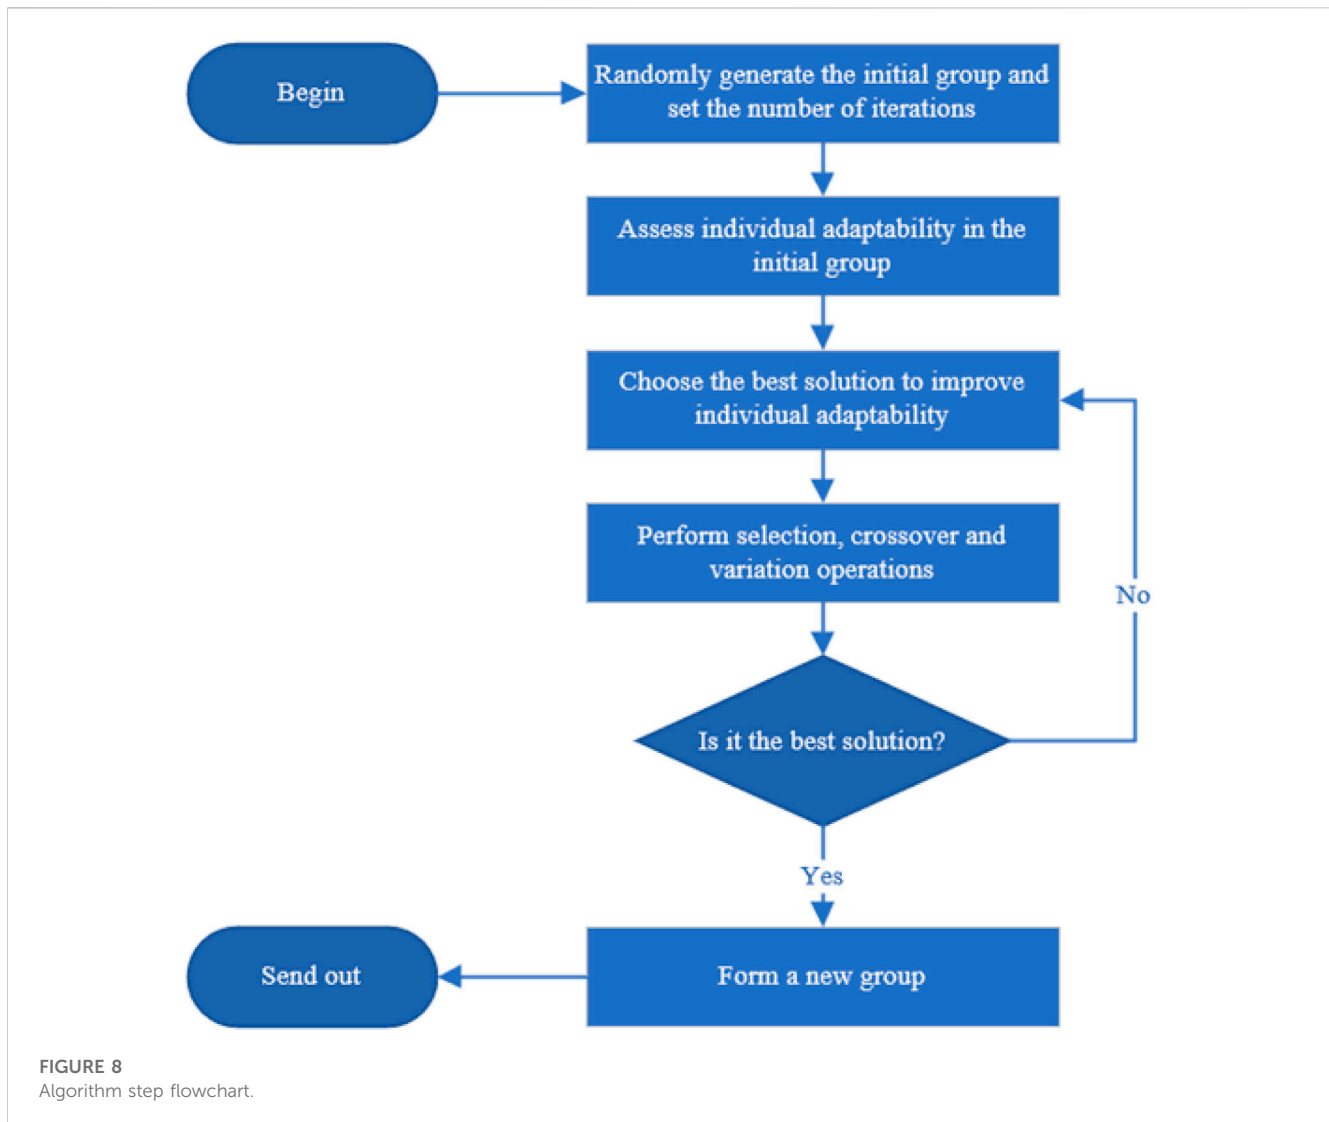 Begin
Randomly generate the initial group and
set the number of iterations
Assess individual adaptability in the
initial group
Choose the best solution to improve
individual adaptability
Perform selection, crossover and
variation operations
No
Is it the best solution?
Yes
Send out
Form a new group
FIGURE 8
Algorithm step flowchart.